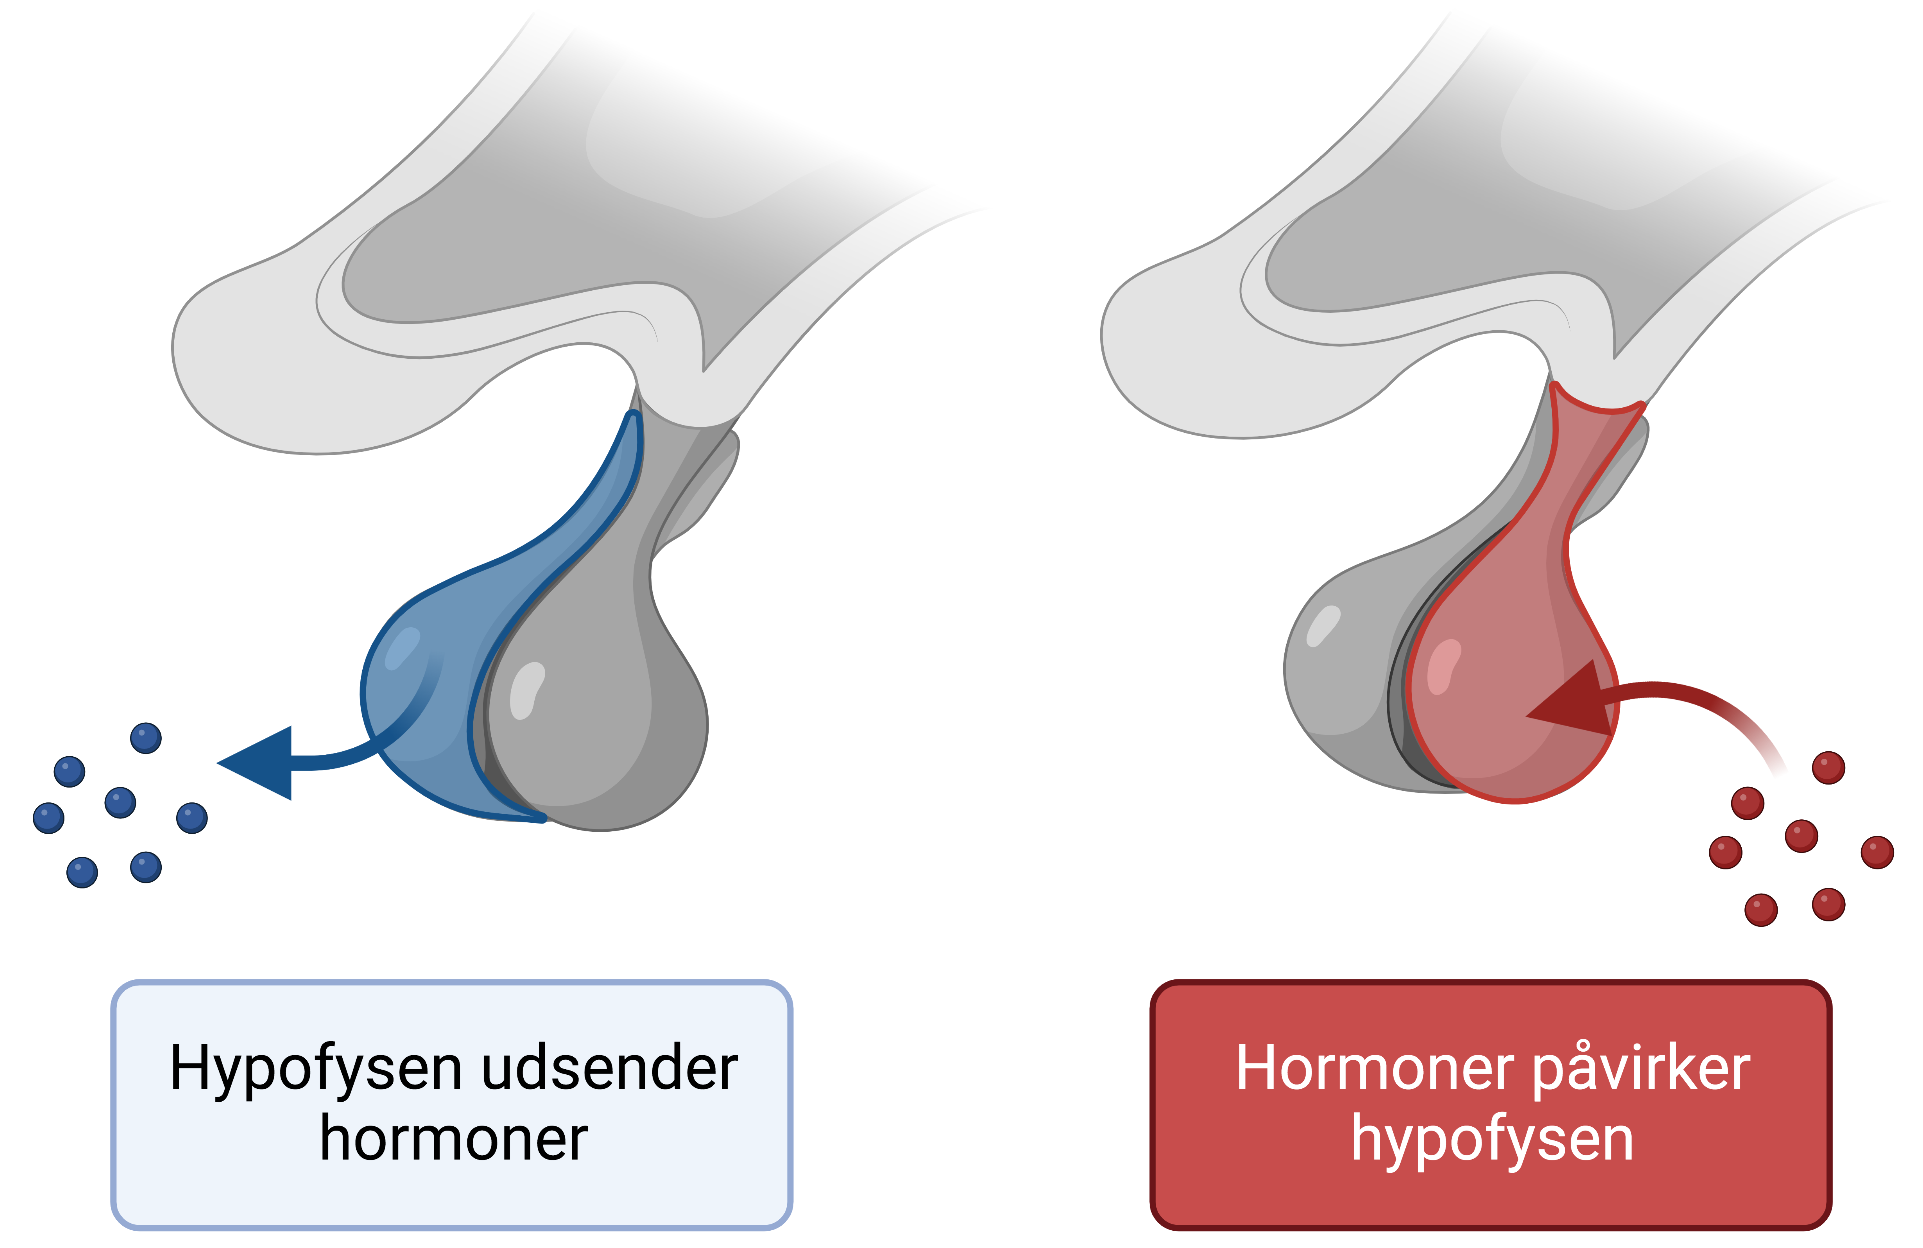 Hypofysen udsender
hormoner
Hormoner påvirker
hypofysen